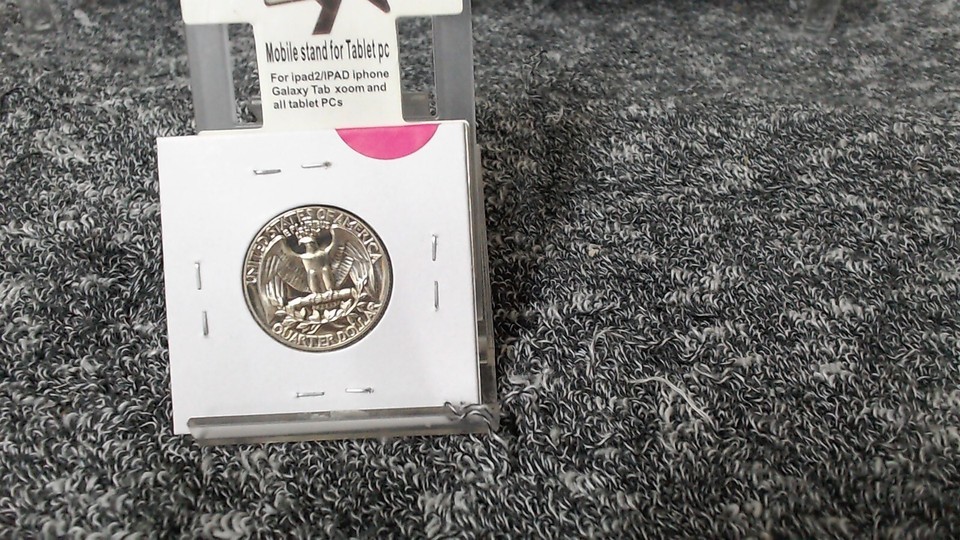 Mobile stand for Tablet pc
For ipad2/IPAD iphone
Galaxy Tab xoom and
all tablet PCs
UNITED STATES OF AMERICA
QUARTER DOLLAR